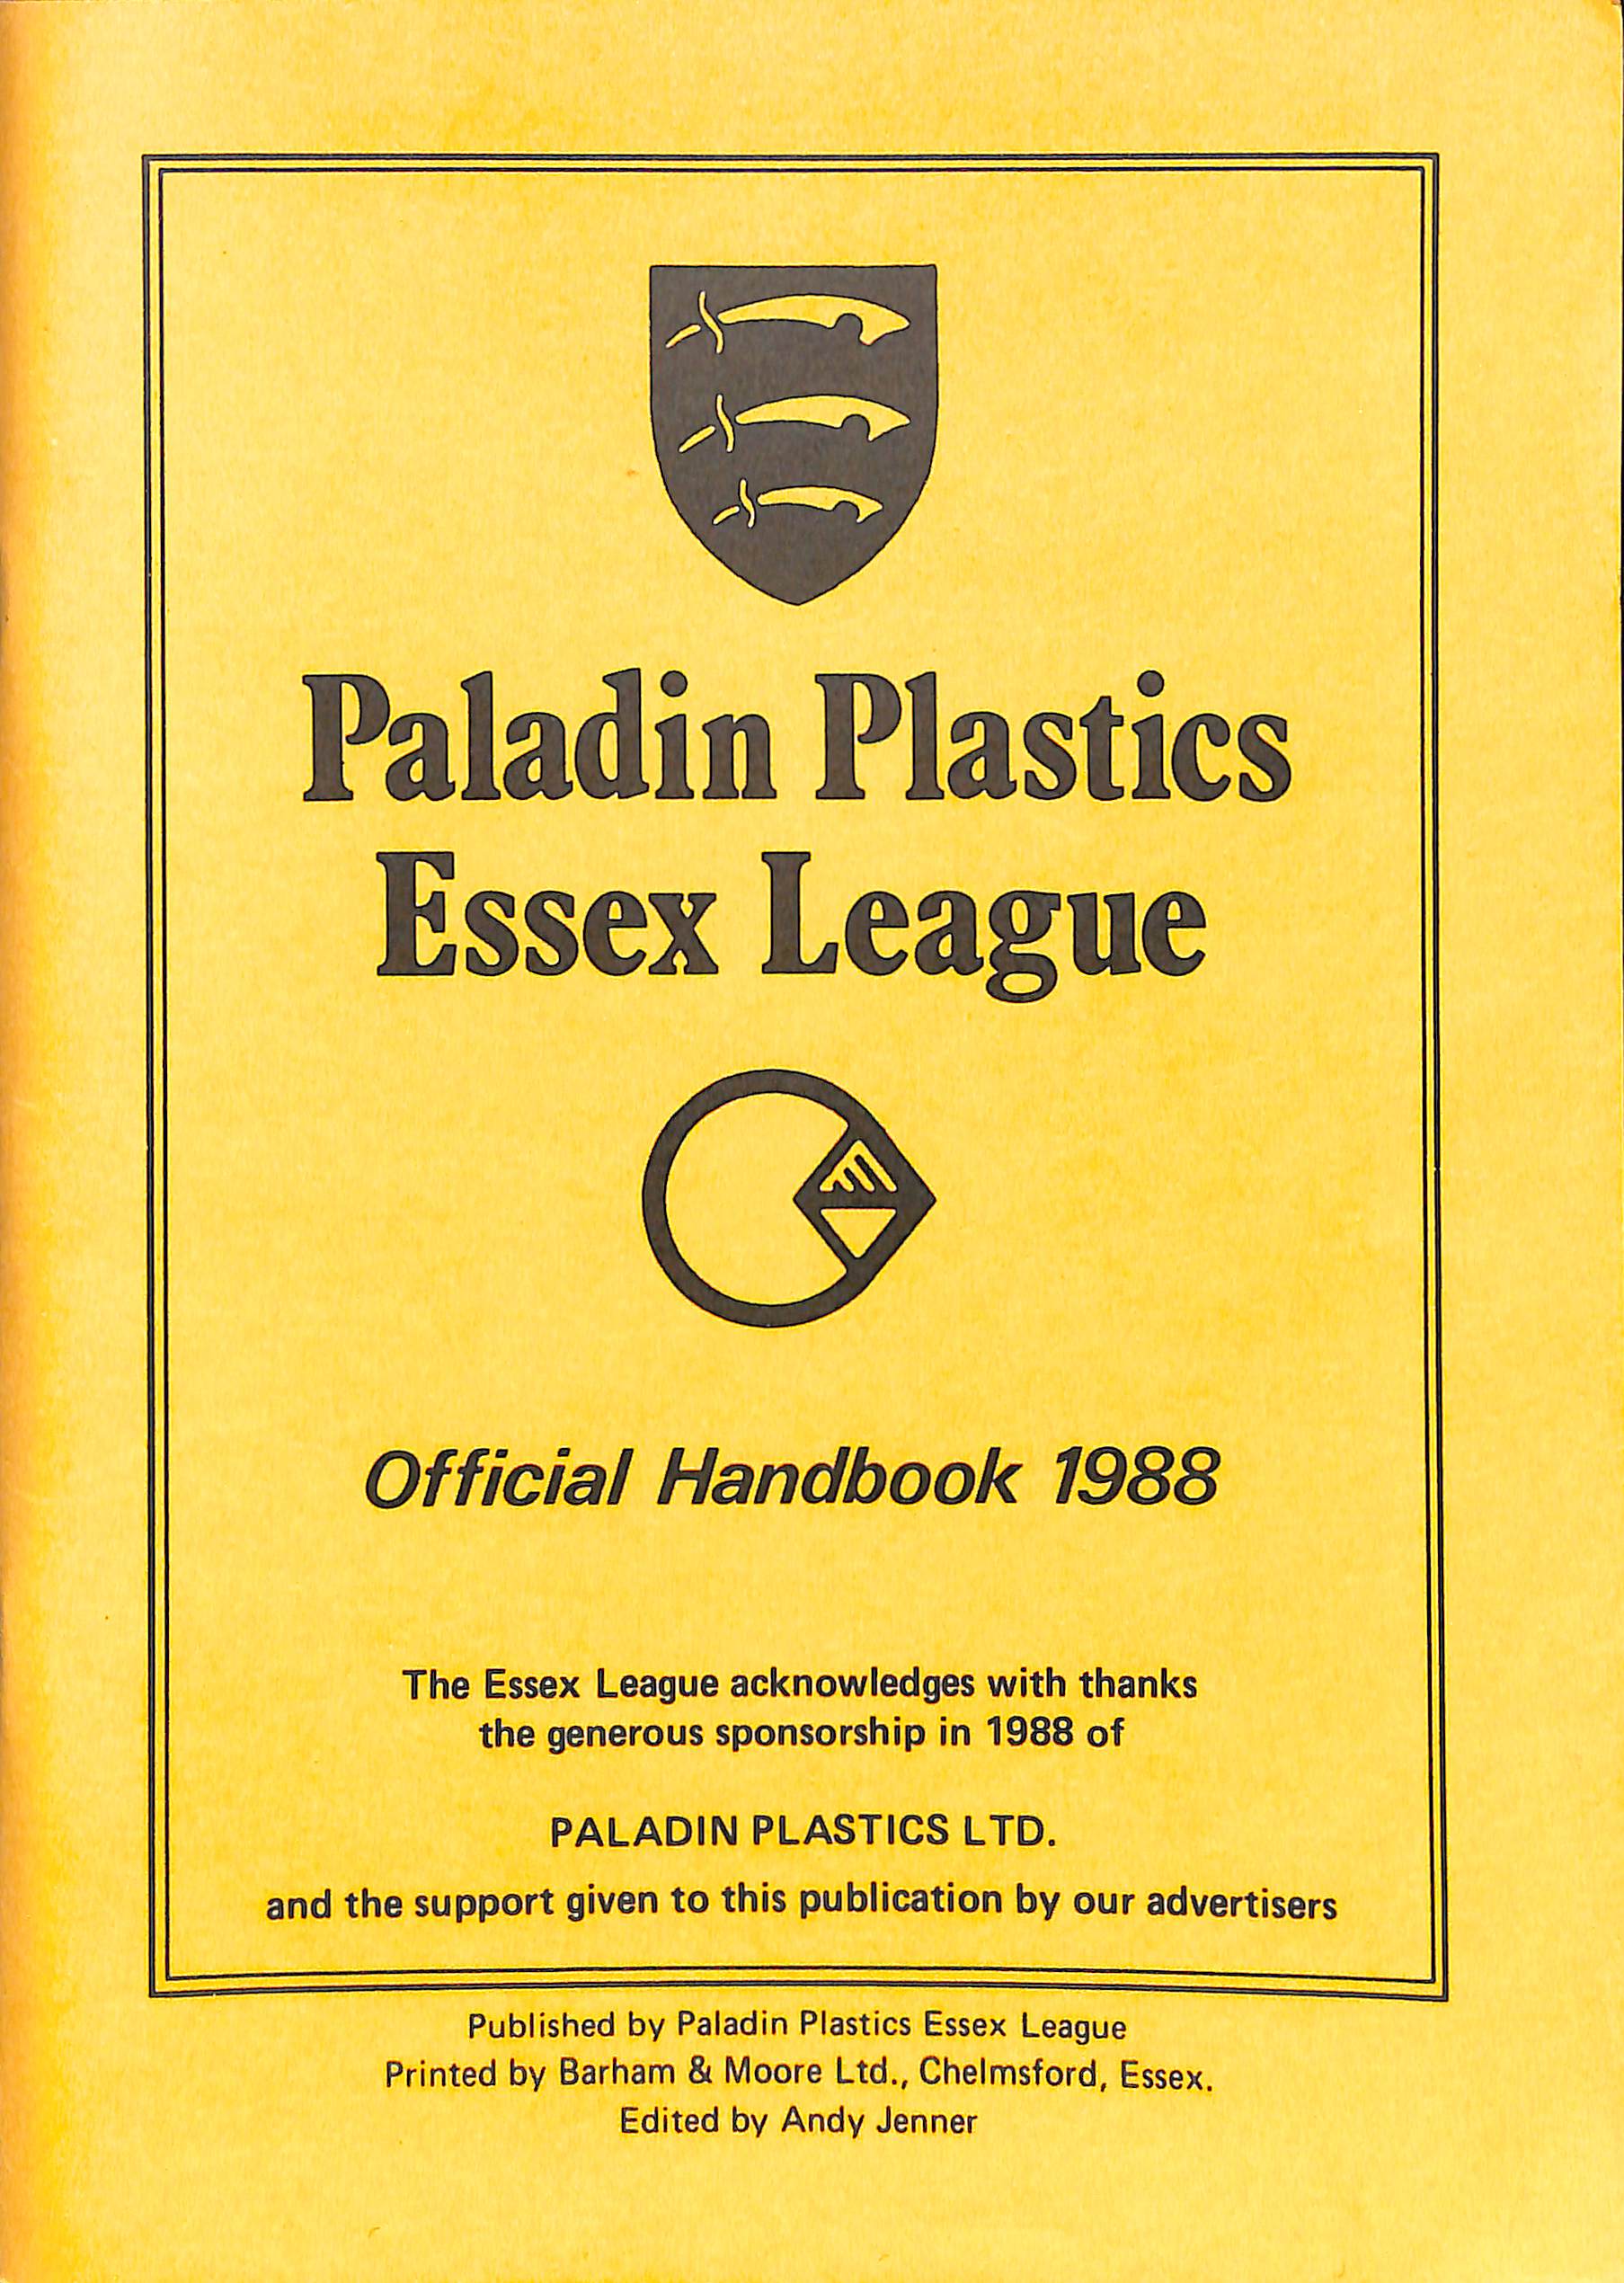 Paladin Plastics
Essex League
Official Handbook 1988
The Essex League acknowledges with thanks
the generous sponsorship in 1988 of
PALADIN PLASTICS LTD.
and the support given to this publication by our advertisers
Published by Paladin Plastics Essex League
Printed by Barham & Moore Ltd., Chelmsford, Essex.
Edited by Andy Jenner